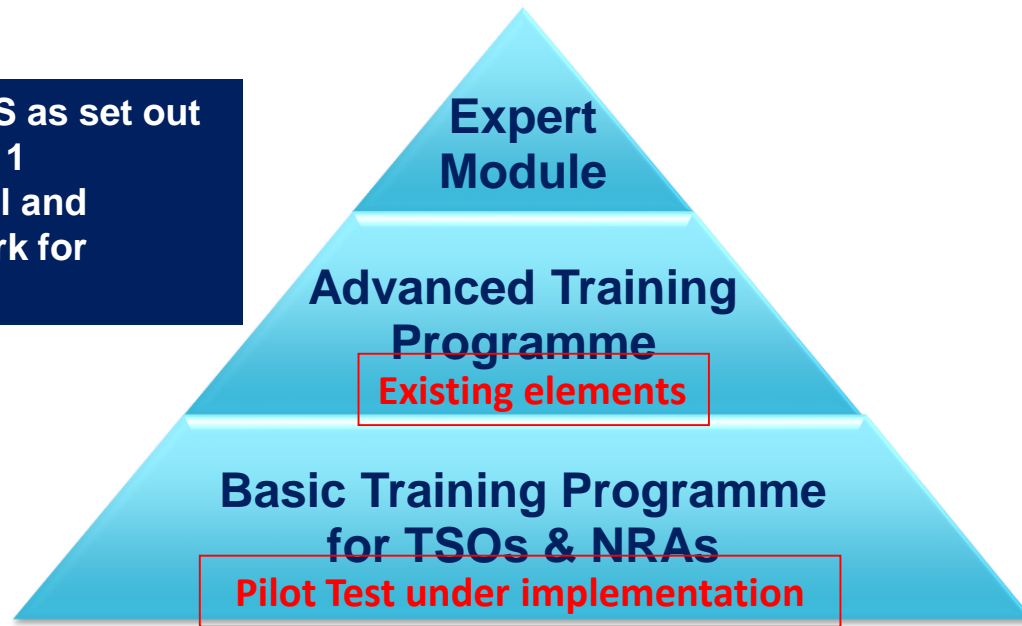 S as set out
1
l and
rk for
Expert
Module
Advanced Training
Programme
Existing elements
Basic Training Programme
for TSOs & NRAs
Pilot Test under implementation